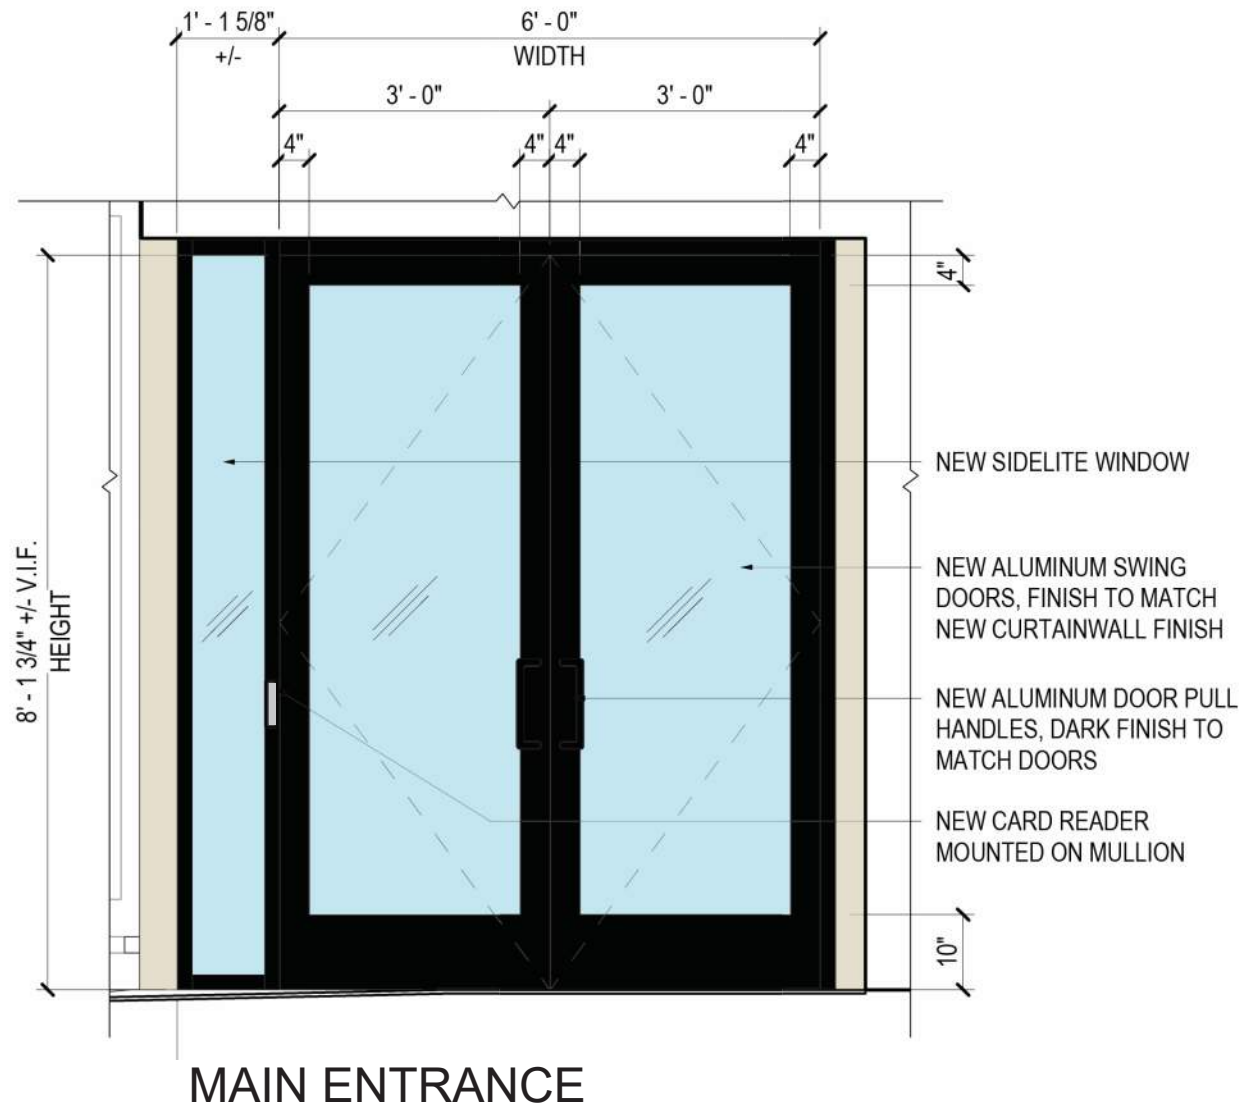 1' - 1 5/8"
+/-
6' - 0"
WIDTH
3' - 0"
3' - 0"
4"
4"
4"
4"
4"
8' - 1 3/4" +/- V.I.F.
HEIGHT
NEW SIDELITE WINDOW
NEW ALUMINUM SWING
DOORS, FINISH TO MATCH
NEW CURTAINWALL FINISH
NEW ALUMINUM DOOR PULL
HANDLES, DARK FINISH TO
MATCH DOORS
NEW CARD READER
MOUNTED ON MULLION
10"
MAIN ENTRANCE